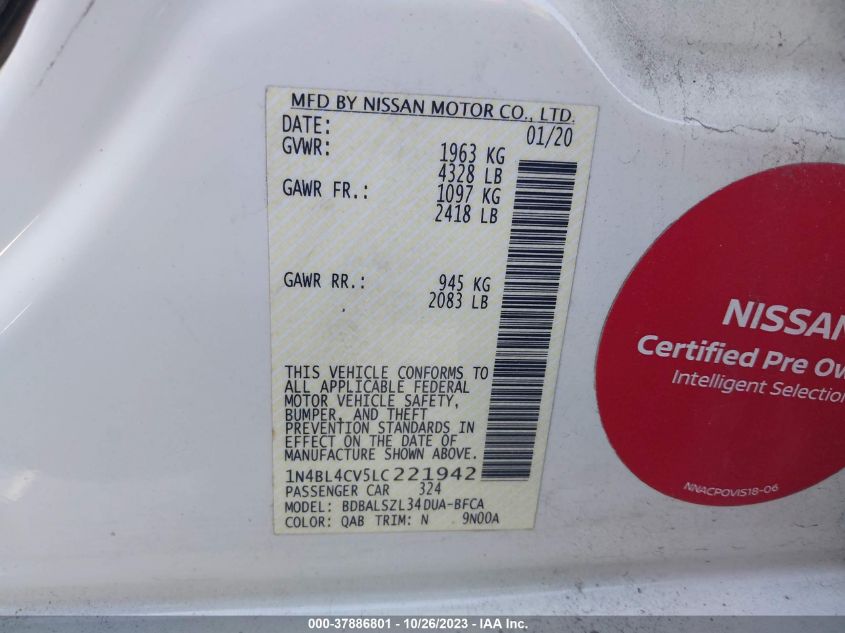 MFD BY NISSAN MOTOR CO., LTD.
DATE: 01/20
GVWR: 1963 KG
4328 LB
GAWR FR.: 1097 KG
2418 LB
GAWR RR.: 945 KG
2083 LB
THIS VEHICLE CONFORMS TO
ALL APPLICABLE FEDERAL
MOTOR VEHICLE SAFETY,
BUMPER, AND THEFT
PREVENTION STANDARDS IN
EFFECT ON THE DATE OF
MANUFACTURE SHOWN ABOVE.
1N4BL4CV5LC221942
PASSENGER CAR 324
MODEL: BDBALSZL34DUA-BFCA
COLOR: QAB TRIM: N 9N00A
NISSAN
Certified Pre Ow
Intelligent Selection
NNACPOVIS18-06
000-37886801 - 10/26/2023 - IAA Inc.